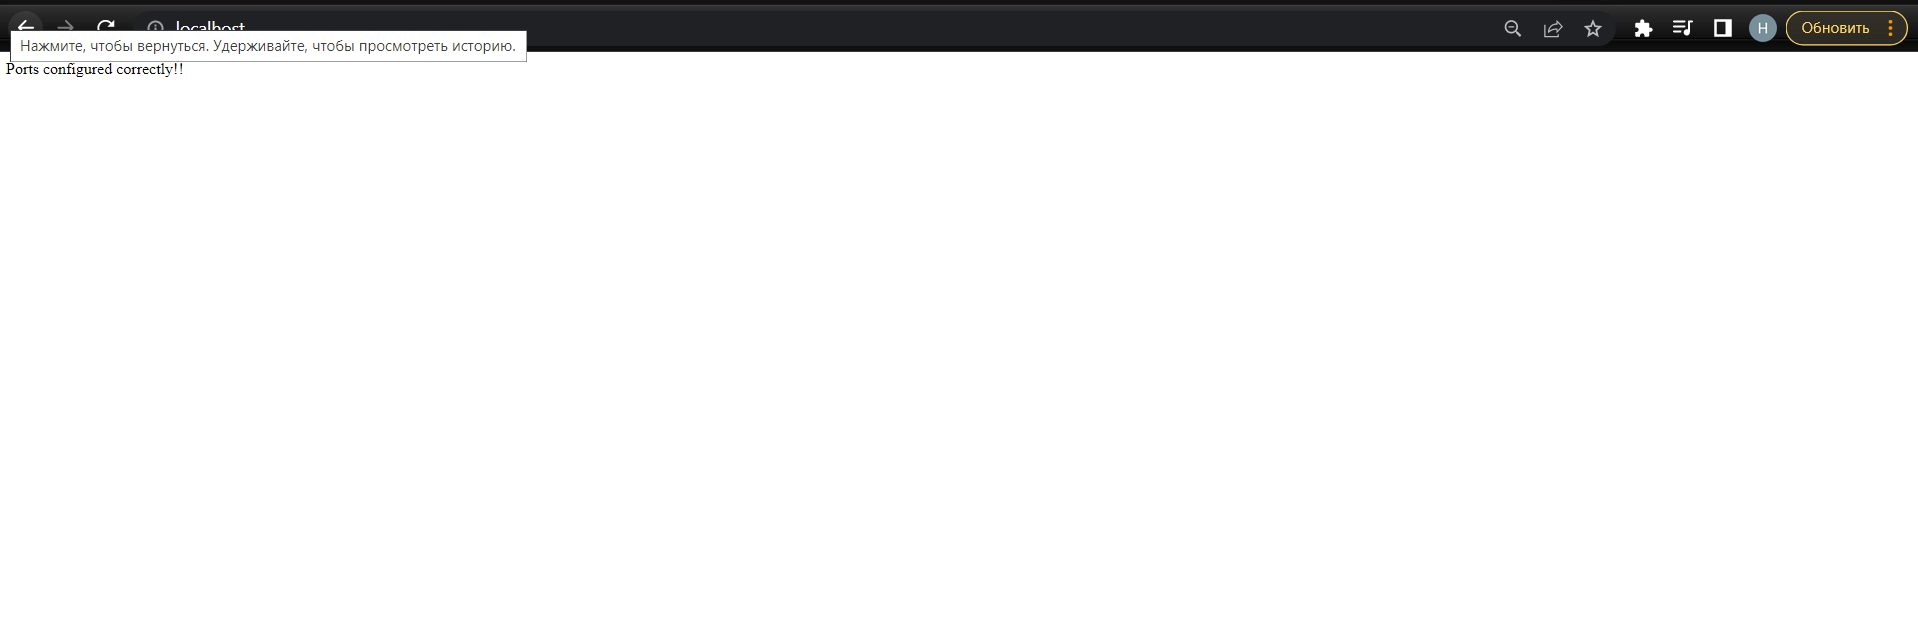 localhost
Н
Обновить
Нажмите, чтобы вернуться. Удерживайте, чтобы просмотреть историю.
Ports configured correctly!!